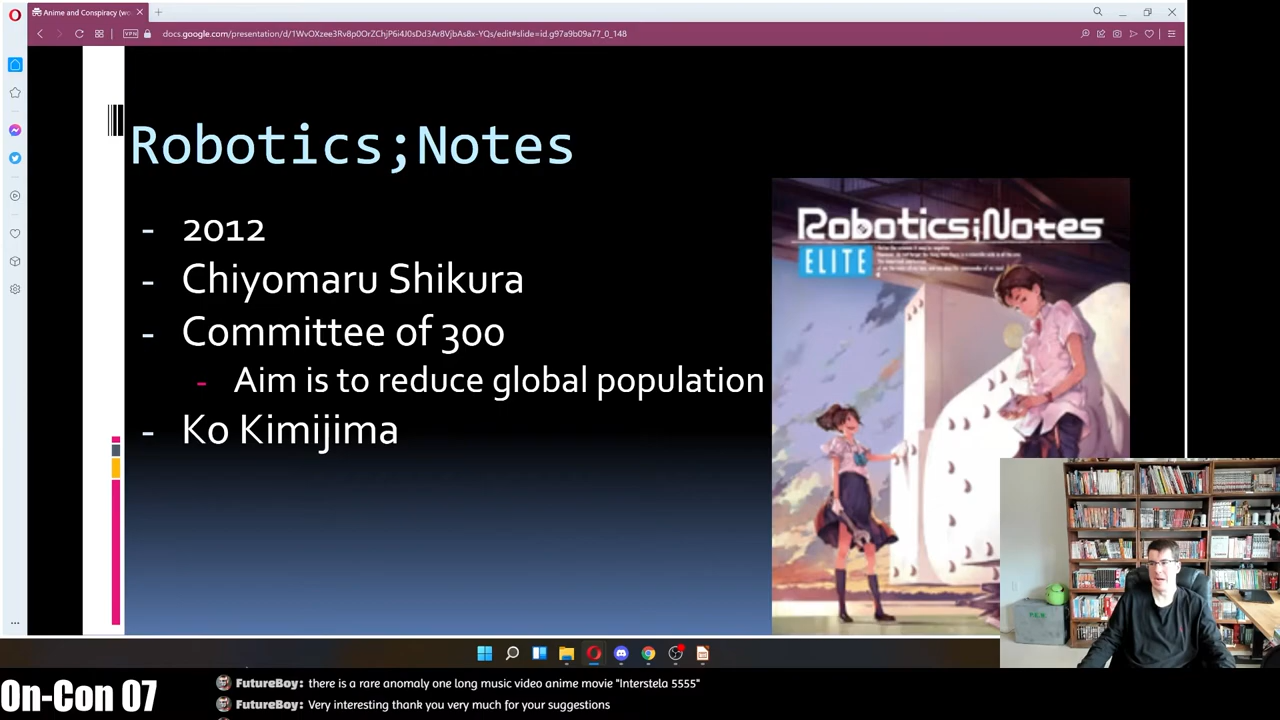 Anime and Conspiracy (wo
docs.google.com/presentation/d/1WvOXzee3Rv8p0OrZChjP6i4J0sDd3Ar8VjbAs8x-YQs/edit#slide=id.g97a9b09a77_0_148
VPN
Robotics;Notes
- 2012
- Chiyomaru Shikura
- Committee of 300
- Aim is to reduce global population
- Ko Kimijima
Robotics;Notes
ELITE
On-Con 07
FutureBoy: there is a rare anomaly one long music video anime movie "Interstela 5555"
FutureBoy: Very interesting thank you very much for your suggestions